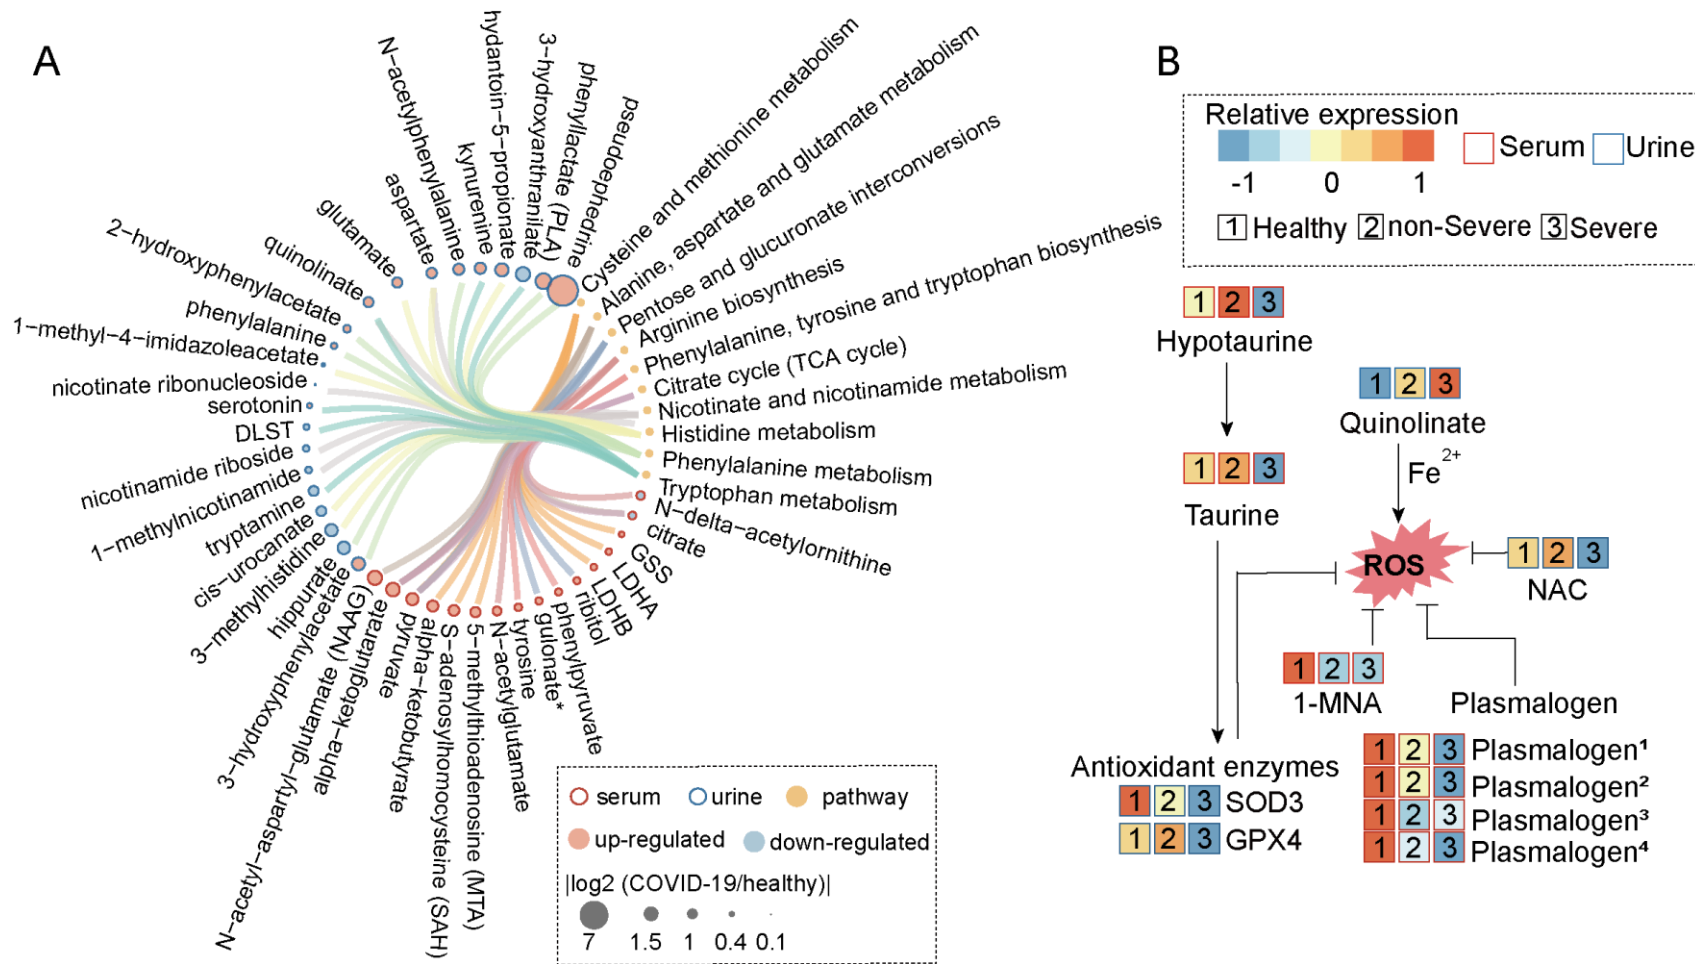 A
N−acetylphenylalanine
kynurenine
hydantoin−5−propionate
3−hydroxyanthranilate
phenyllactate (PLA)
pseudoephedrine
aspartate
glutamate
quinolinate
2−hydroxyphenylacetate
phenylalanine
1−methyl−4−imidazoleacetate
nicotinate ribonucleoside
serotonin
DLST
nicotinamide riboside
1−methylnicotinamide
tryptamine
cis−urocanate
3−methylhistidine
hippurate
3−hydroxyphenylacetate
N−acetyl−aspartyl−glutamate (NAAG)
alpha−ketoglutarate
pyruvate
alpha−ketobutyrate
S−adenosylhomocysteine (SAH)
5−methylthioadenosine (MTA)
N−acetylglutamate
tyrosine
gulonate*
phenylpyruvate
ribitol
LDHB
LDHA
GSS
citrate
N−delta−acetylornithine
Cysteine and methionine metabolism
Alanine, aspartate and glutamate metabolism
Pentose and glucuronate interconversions
Arginine biosynthesis
Phenylalanine, tyrosine and tryptophan biosynthesis
Citrate cycle (TCA cycle)
Nicotinate and nicotinamide metabolism
Histidine metabolism
Phenylalanine metabolism
Tryptophan metabolism
serum urine pathway
up-regulated down-regulated
|log2 (COVID-19/healthy)|
7 1.5 1 0.4 0.1
B
Relative expression
-1 0 1
Serum Urine
1 Healthy 2 non-Severe 3 Severe
1 2 3
Hypotaurine
1 2 3
Quinolinate
Fe²⁺
1 2 3
Taurine
ROS
1 2 3
NAC
1 2 3
1-MNA
Plasmalogen
Antioxidant enzymes
1 2 3 SOD3
1 2 3 GPX4
1 2 3 Plasmalogen¹
1 2 3 Plasmalogen²
1 2 3 Plasmalogen³
1 2 3 Plasmalogen⁴